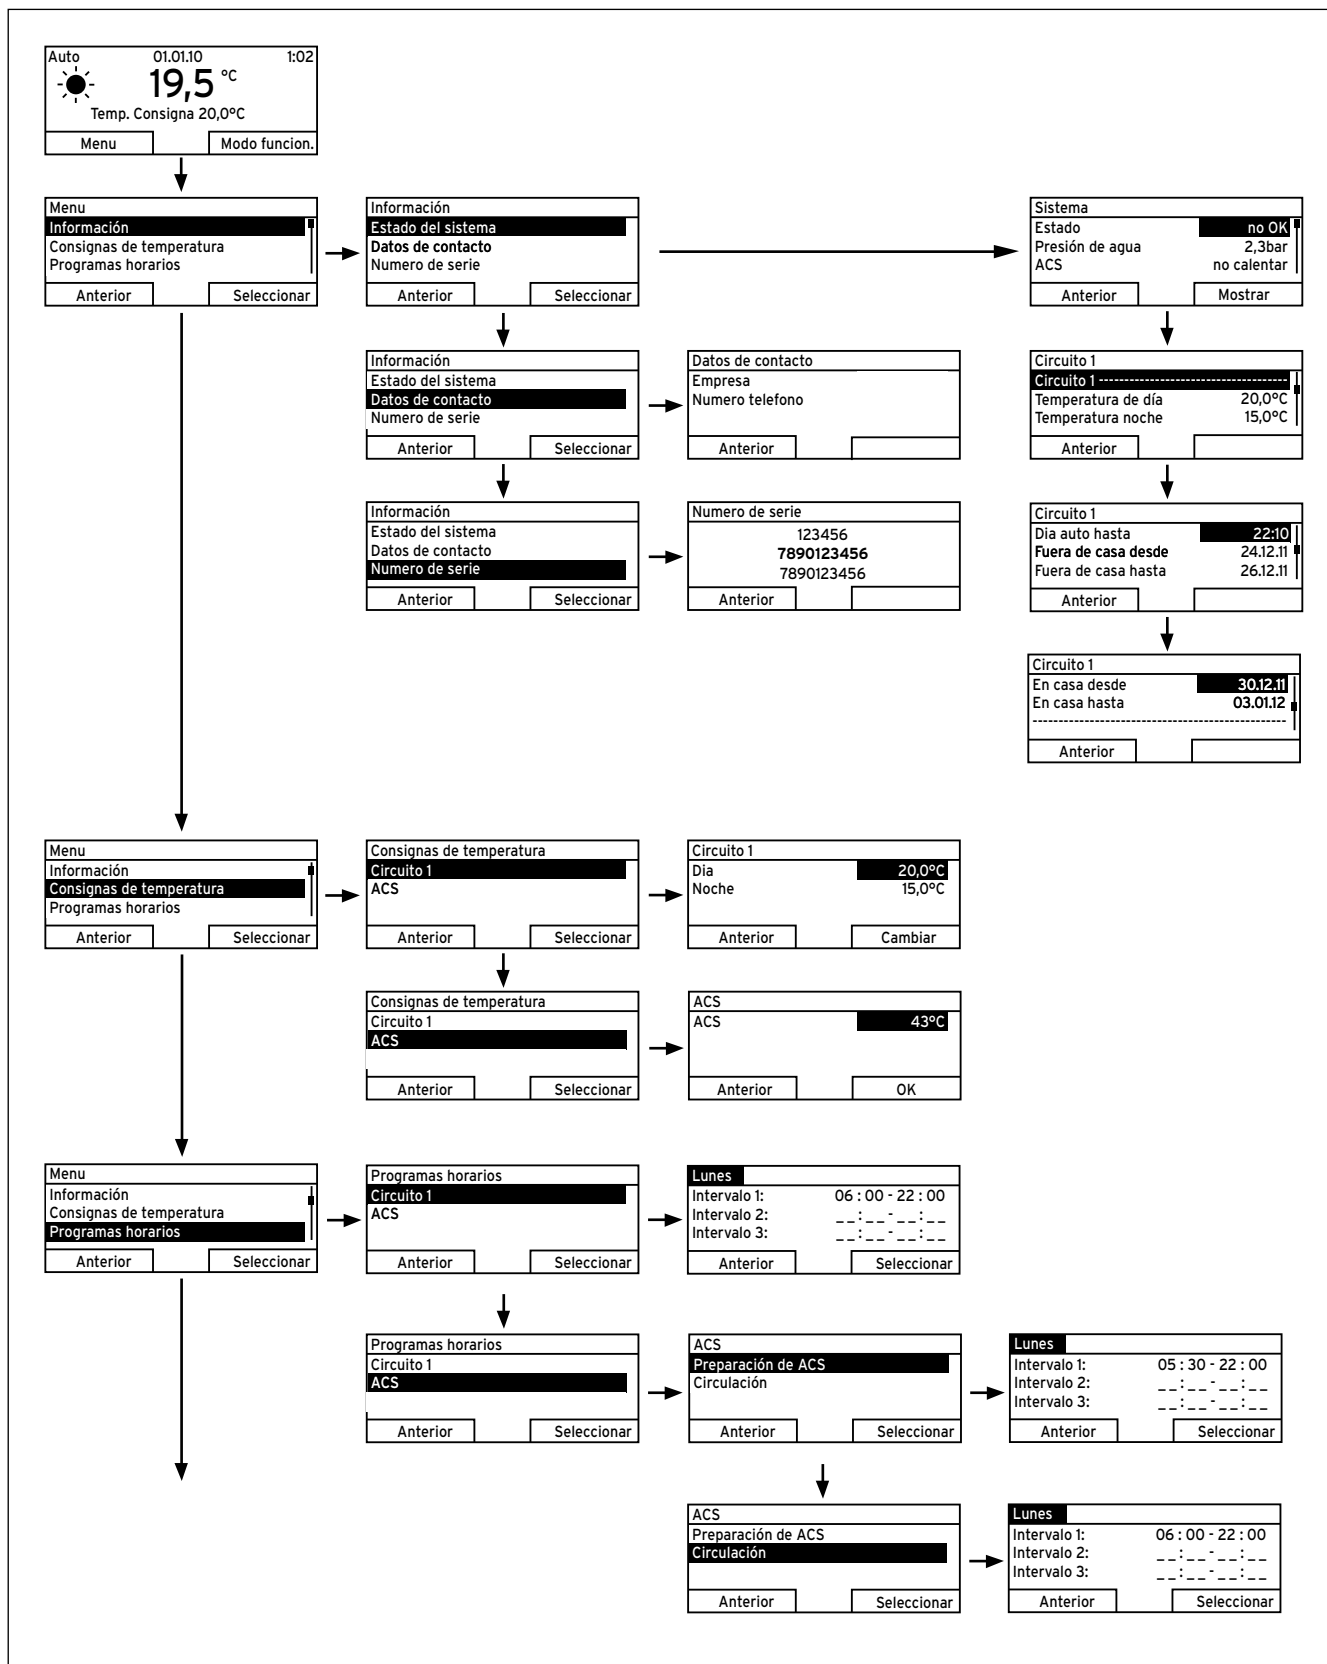 Auto 01.01.10 1:02
19,5 °C
Temp. Consigna 20,0°C
Menu Modo funcion.
Menu
Información
Consignas de temperatura
Programas horarios
Anterior Seleccionar
Información
Estado del sistema
Datos de contacto
Numero de serie
Anterior Seleccionar
Sistema
Estado no OK
Presión de agua 2,3bar
ACS no calentar
Anterior Mostrar
Información
Estado del sistema
Datos de contacto
Numero de serie
Anterior Seleccionar
Datos de contacto
Empresa
Numero telefono
Anterior
Circuito 1
Circuito 1 ------------------------------------
Temperatura de día 20,0°C
Temperatura noche 15,0°C
Anterior
Información
Estado del sistema
Datos de contacto
Numero de serie
Anterior Seleccionar
Numero de serie
123456
7890123456
7890123456
Anterior
Circuito 1
Dia auto hasta 22:10
Fuera de casa desde 24.12.11
Fuera de casa hasta 26.12.11
Anterior
Circuito 1
En casa desde 30.12.11
En casa hasta 03.01.12
------------------------------------------------
Anterior
Menu
Información
Consignas de temperatura
Programas horarios
Anterior Seleccionar
Consignas de temperatura
Circuito 1
ACS
Anterior Seleccionar
Circuito 1
Dia 20,0°C
Noche 15,0°C
Anterior Cambiar
Consignas de temperatura
Circuito 1
ACS
Anterior Seleccionar
ACS
ACS 43°C
Anterior OK
Menu
Información
Consignas de temperatura
Programas horarios
Anterior Seleccionar
Programas horarios
Circuito 1
ACS
Anterior Seleccionar
Lunes
Intervalo 1: 06 : 00 - 22 : 00
Intervalo 2: _ _ : _ _ - _ _ : _ _
Intervalo 3: _ _ : _ _ - _ _ : _ _
Anterior Seleccionar
Programas horarios
Circuito 1
ACS
Anterior Seleccionar
ACS
Preparación de ACS
Circulación
Anterior Seleccionar
Lunes
Intervalo 1: 05 : 30 - 22 : 00
Intervalo 2: _ _ : _ _ - _ _ : _ _
Intervalo 3: _ _ : _ _ - _ _ : _ _
Anterior Seleccionar
ACS
Preparación de ACS
Circulación
Anterior Seleccionar
Lunes
Intervalo 1: 06 : 00 - 22 : 00
Intervalo 2: _ _ : _ _ - _ _ : _ _
Intervalo 3: _ _ : _ _ - _ _ : _ _
Anterior Seleccionar